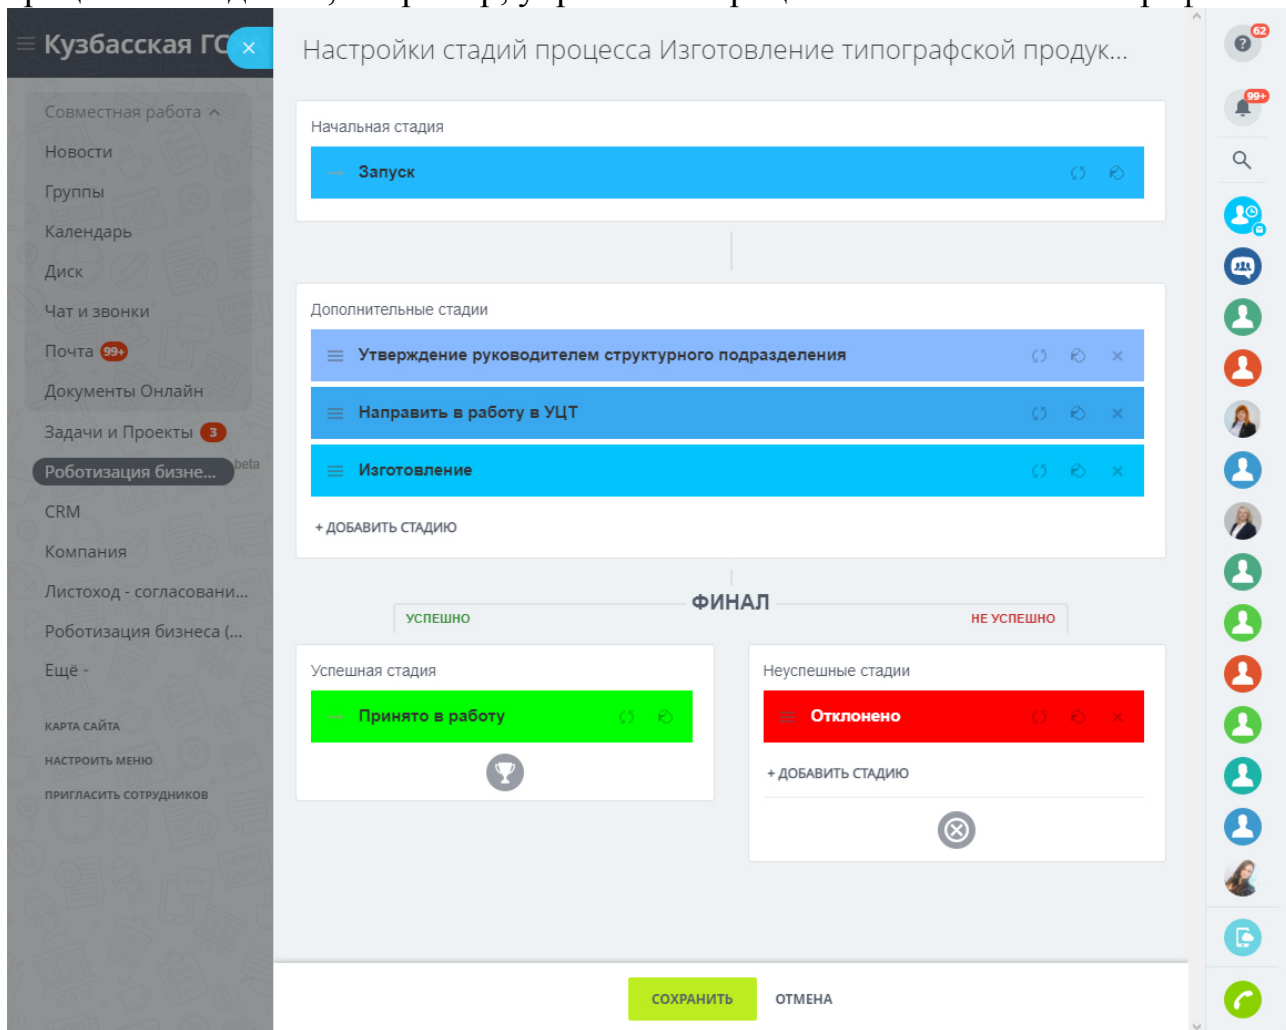 Кузбасская ГС
Настройки стадий процесса Изготовление типографской продук...
62
99+
Совместная работа
Новости
Группы
Календарь
Диск
Чат и звонки
Почта 99+
Документы Онлайн
Задачи и Проекты 3
Роботизация бизне... beta
CRM
Компания
Листоход - согласовани...
Роботизация бизнеса (...
Ещё
КАРТА САЙТА
НАСТРОИТЬ МЕНЮ
ПРИГЛАСИТЬ СОТРУДНИКОВ
Начальная стадия
Запуск
Дополнительные стадии
Утверждение руководителем структурного подразделения
Направить в работу в УЦТ
Изготовление
+ ДОБАВИТЬ СТАДИЮ
ФИНАЛ
УСПЕШНО
НЕ УСПЕШНО
Успешная стадия
Принято в работу
Неуспешные стадии
Отклонено
+ ДОБАВИТЬ СТАДИЮ
СОХРАНИТЬ
ОТМЕНА